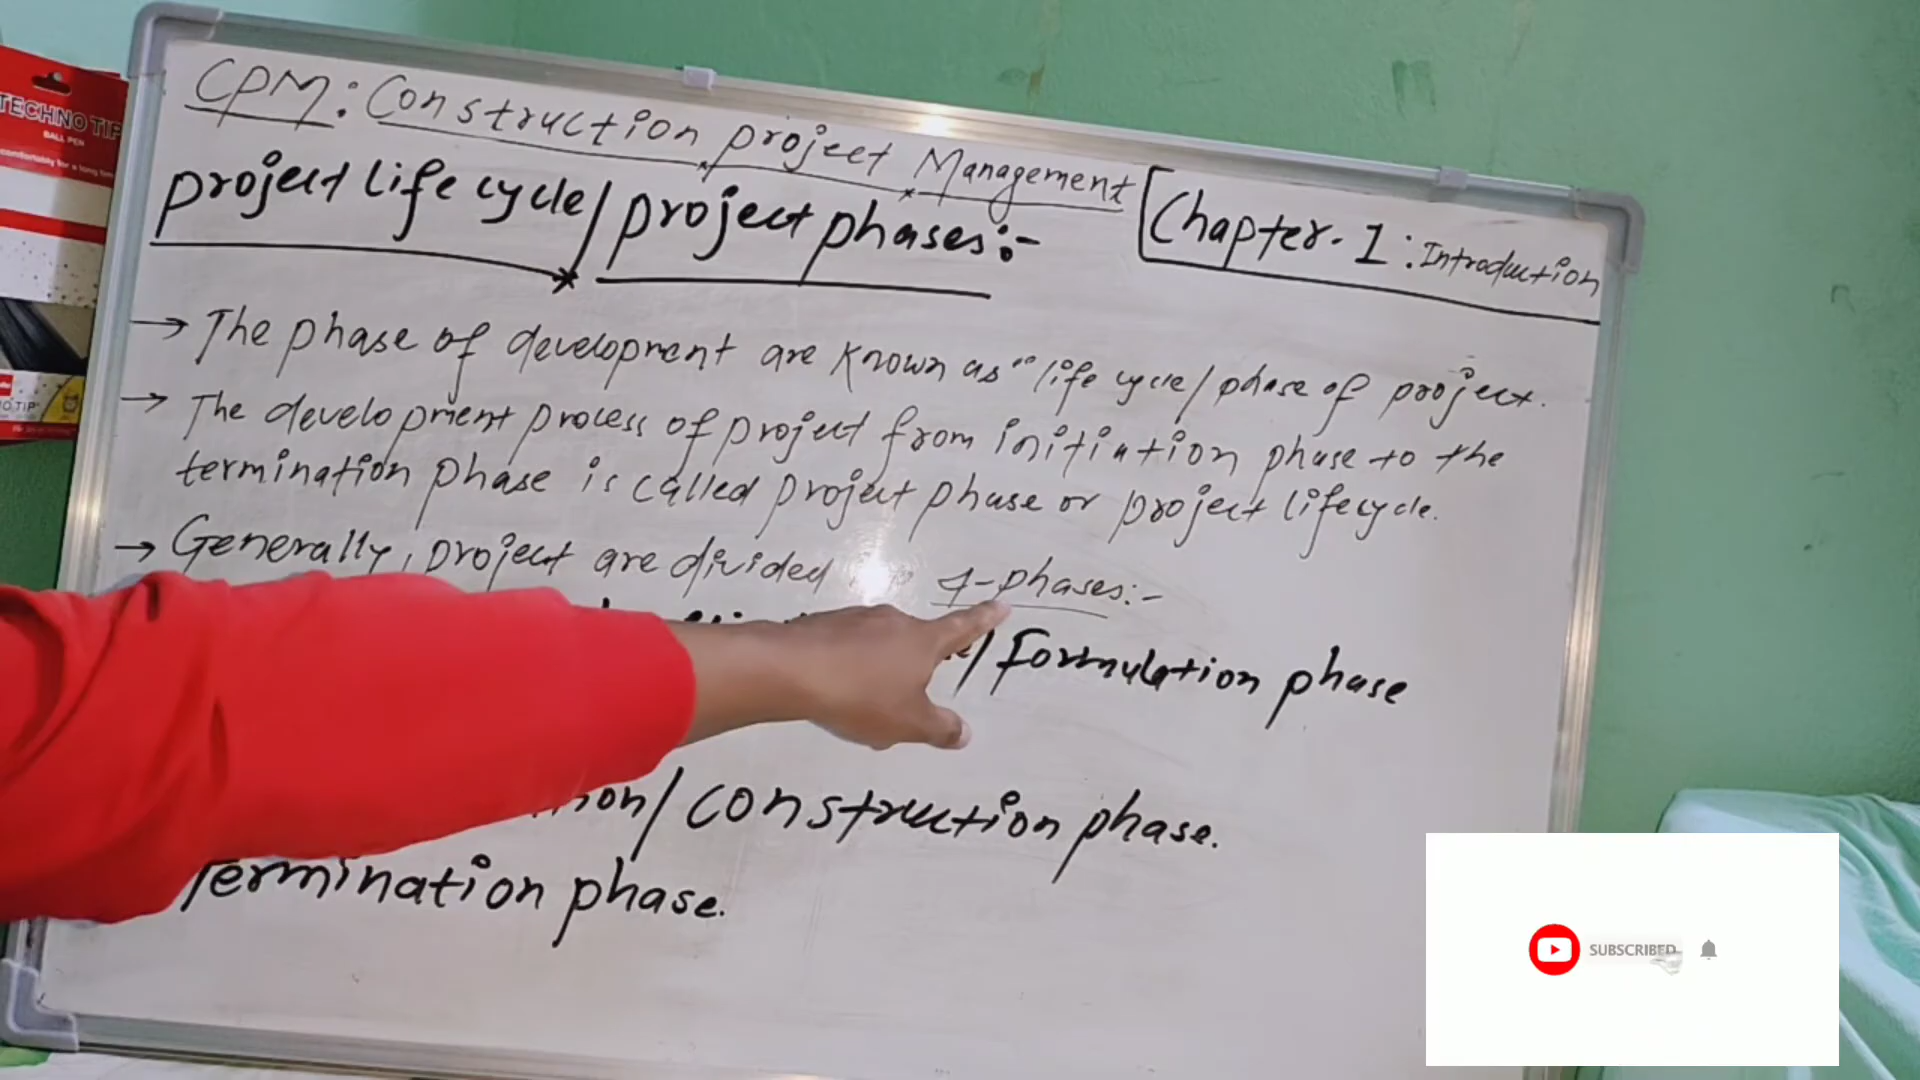 CPM: Construction project Management
project life cycle/project phases:-
Chapter-1: Introduction
→ The phase of development are known as "life cycle/phase of project.
→ The development process of project from initiation phase to the
termination phase is called project phase or project lifecycle.
→ Generally, project are divided 4-phases:-
/formulation phase
/construction phase.
Termination phase.
TECHNO TIP
BALL PEN
SUBSCRIBED